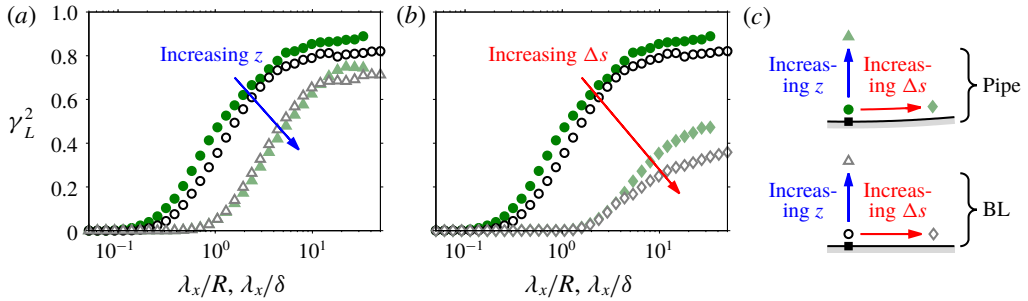 (a)
1.0
0.8
0.6
0.4
0.2
0
γ_L^2
Increasing z
10^−1
10^0
10^1
λ_x/R, λ_x/δ
(b)
Increasing Δs
10^−1
10^0
10^1
λ_x/R, λ_x/δ
(c)
Increas-
ing z
Increas-
ing Δs
Pipe
Increas-
ing z
Increas-
ing Δs
BL